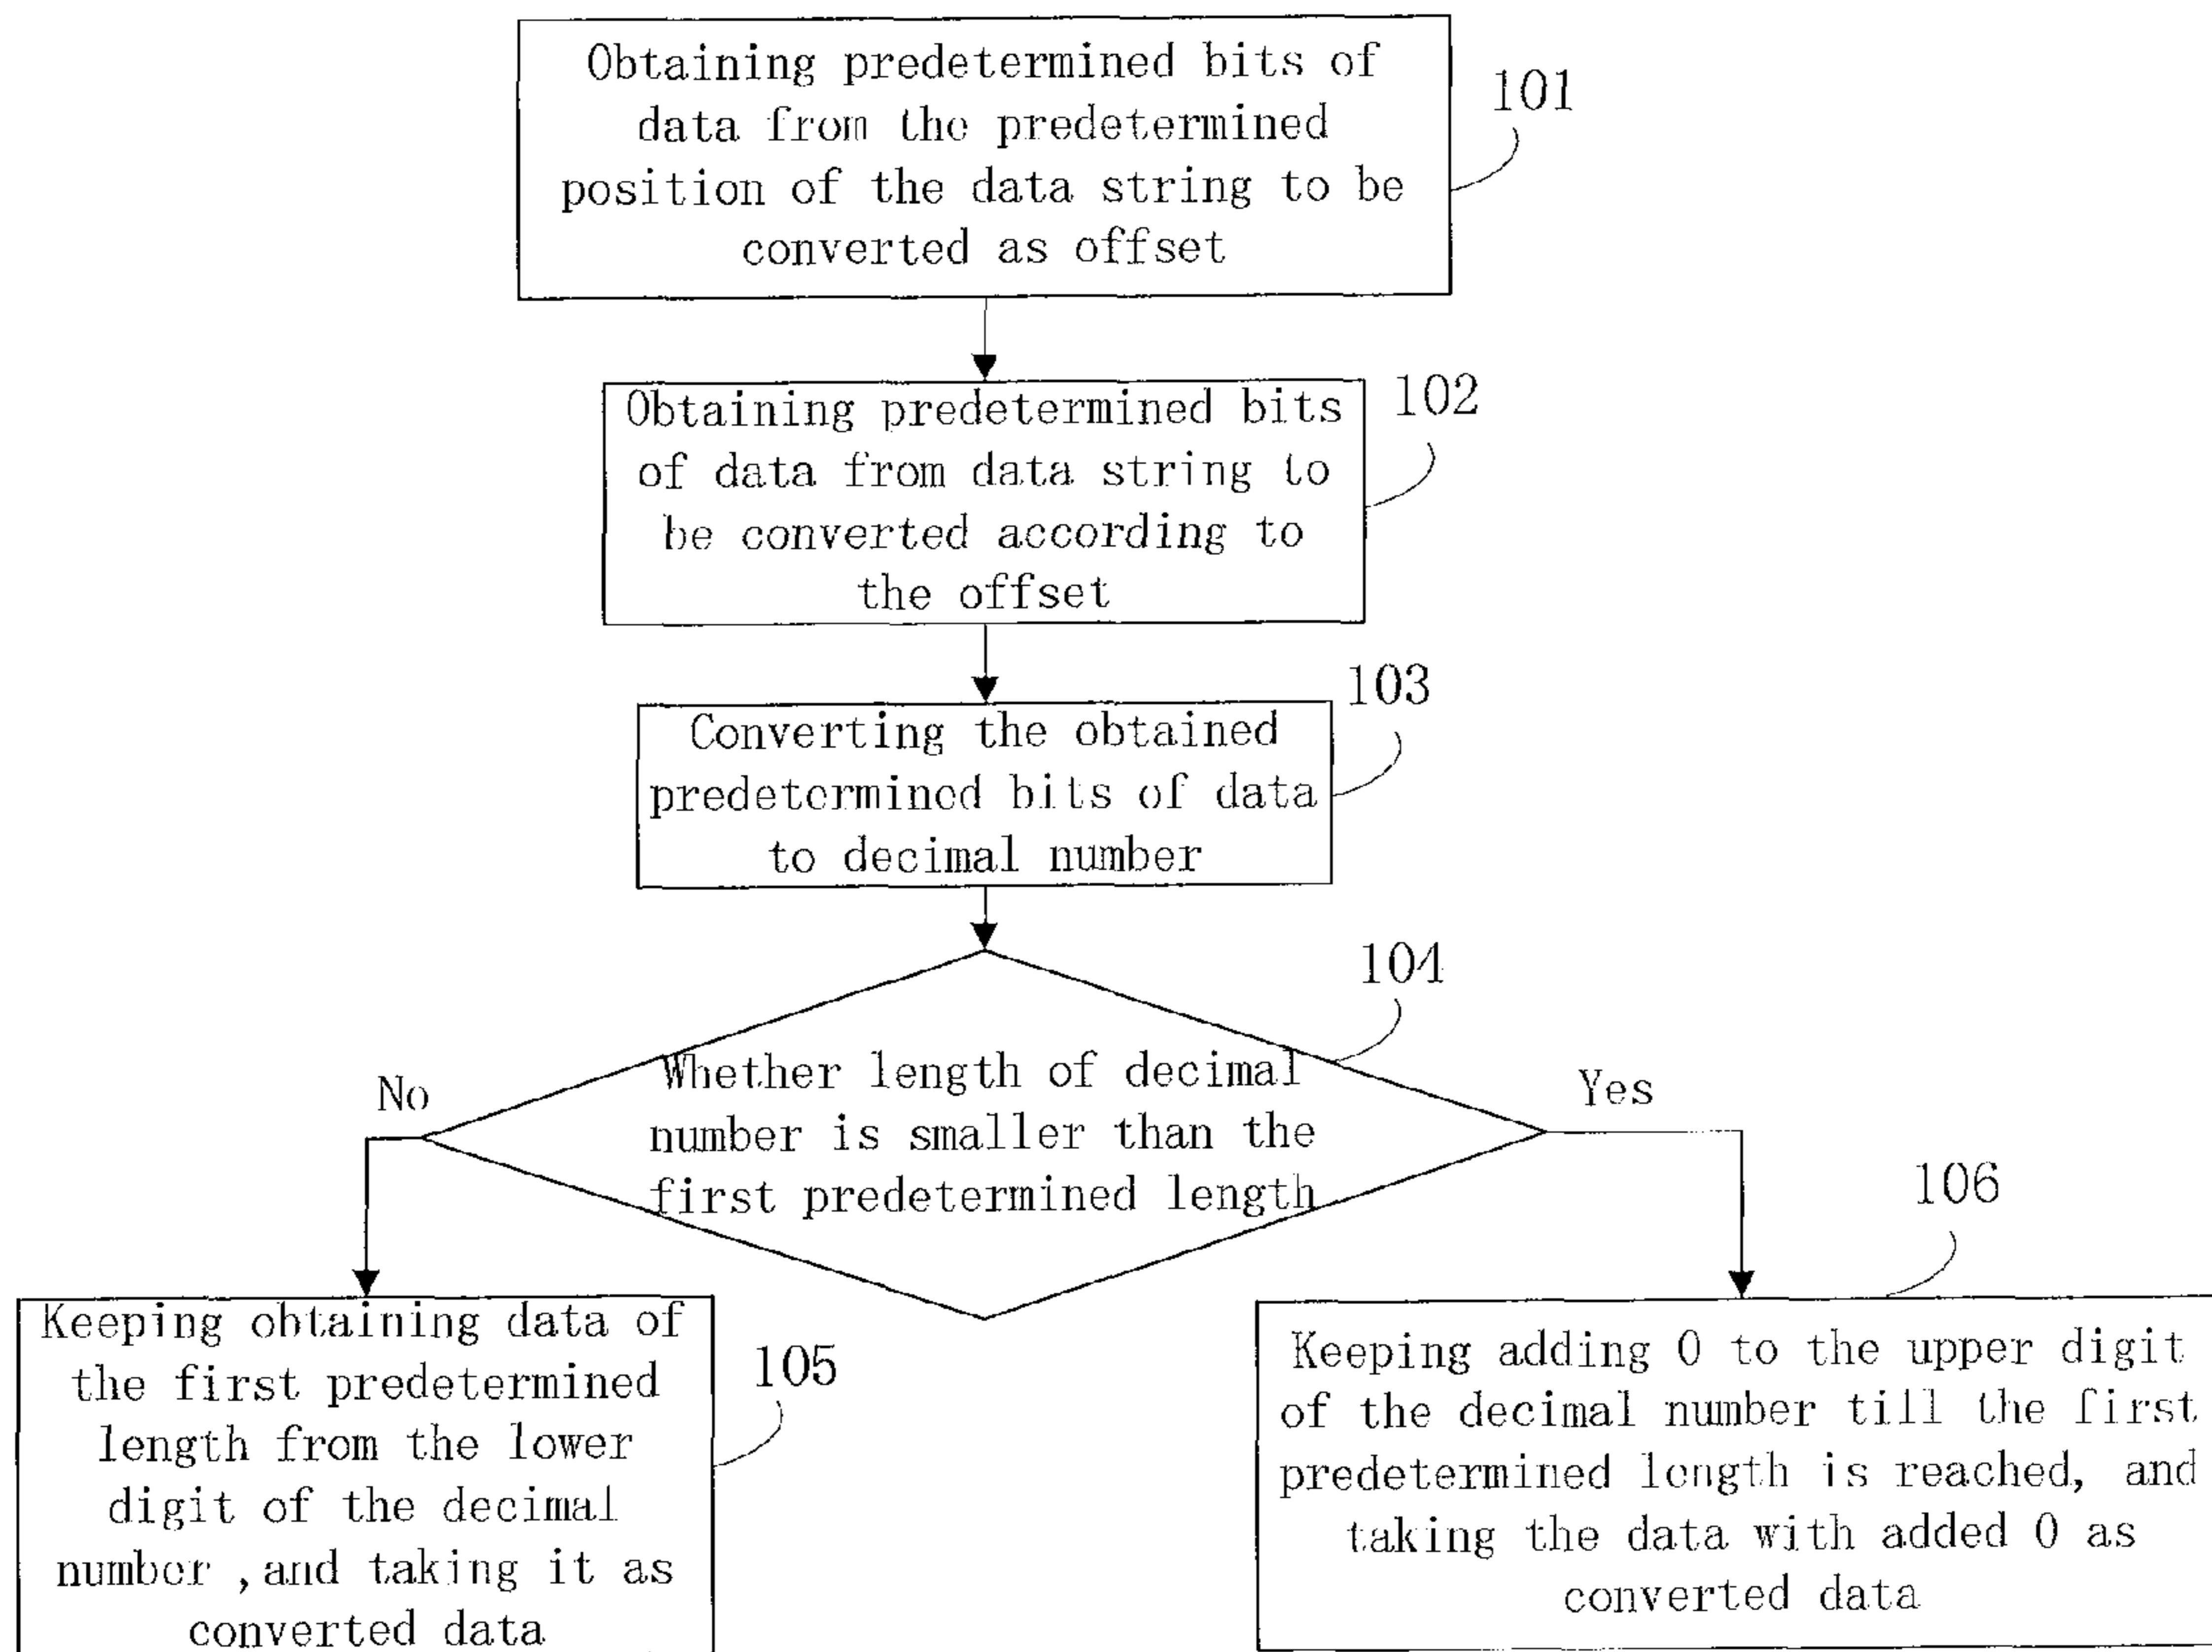 Obtaining predetermined bits of
data from the predetermined
position of the data string to be
converted as offset
101
Obtaining predetermined bits
of data from data string to
be converted according to
the offset
102
Converting the obtained
predetermined bits of data
to decimal number
103
Whether length of decimal
number is smaller than the
first predetermined length
104
No
Yes
Keeping obtaining data of
the first predetermined
length from the lower
digit of the decimal
number ,and taking it as
converted data
105
Keeping adding 0 to the upper digit
of the decimal number till the first
predetermined length is reached, and
taking the data with added 0 as
converted data
106